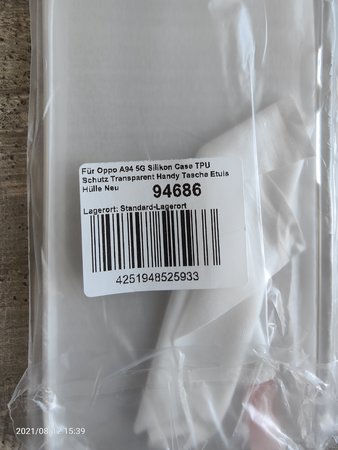 Für Oppo A94 5G Silikon Case TPU
Schutz Transparent Handy Tasche Etuis
Hülle Neu 94686
Lagerort: Standard-Lagerort
4251948525933
2021/08/12 15:39